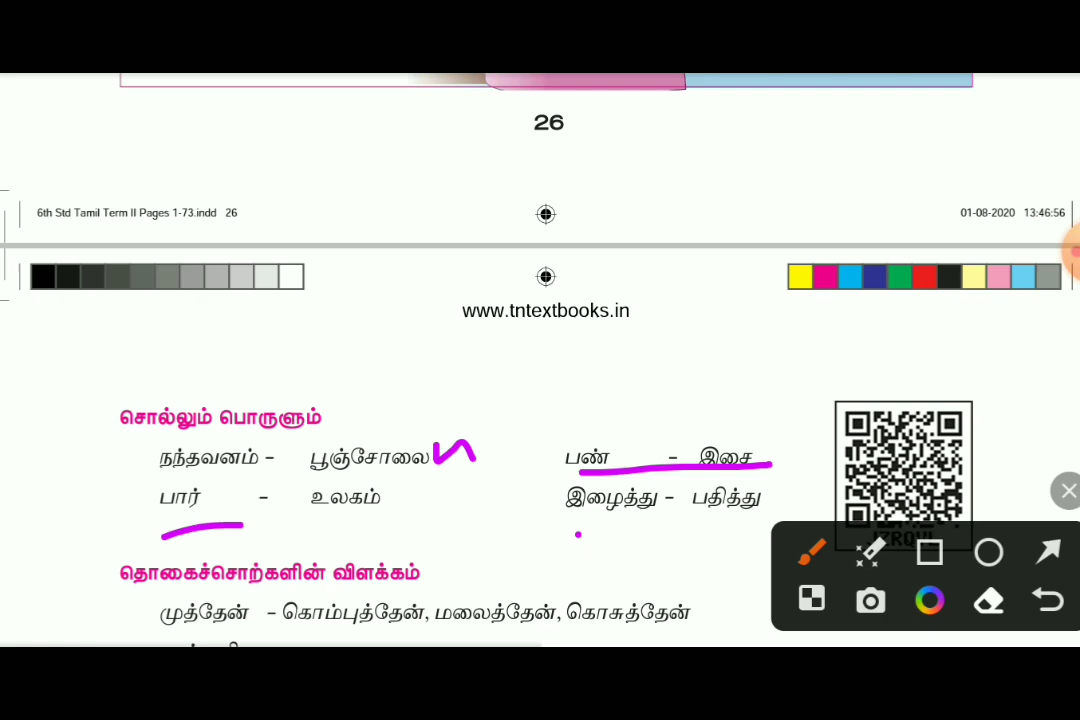 26
6th Std Tamil Term II Pages 1-73.indd 26 01-08-2020 13:46:56
www.tntextbooks.in
சொல்லும் பொருளும்
நந்தவனம் - பூஞ்சோலை பண் - இசை
பார் - உலகம் இழைத்து - பதித்து
தொகைச்சொற்களின் விளக்கம்
முத்தேன் - கொம்புத்தேன், மலைத்தேன், கொசுத்தேன்